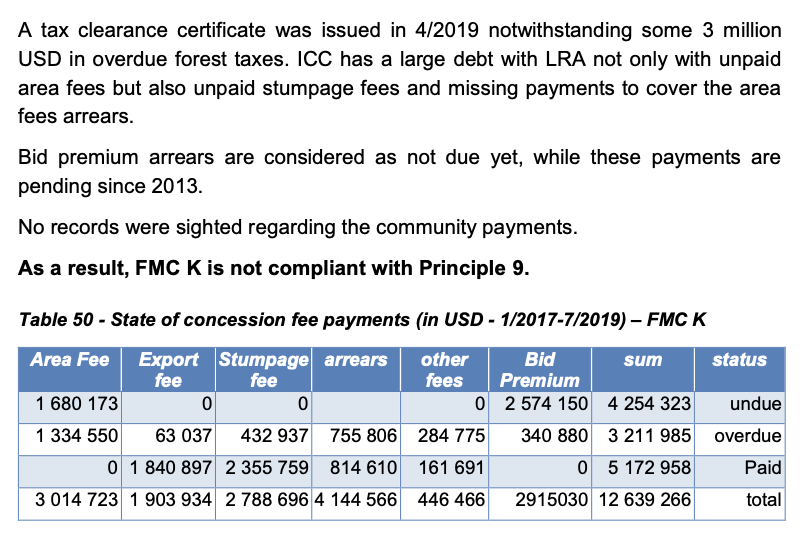 A tax clearance certificate was issued in 4/2019 notwithstanding some 3 million
USD in overdue forest taxes. ICC has a large debt with LRA not only with unpaid
area fees but also unpaid stumpage fees and missing payments to cover the area
fees arrears.
Bid premium arrears are considered as not due yet, while these payments are
pending since 2013.
No records were sighted regarding the community payments.
As a result, FMC K is not compliant with Principle 9.
Table 50 - State of concession fee payments (in USD - 1/2017-7/2019) – FMC K
Area Fee Export fee Stumpage fee arrears other fees Bid Premium sum status
1 680 173 0 0 0 2 574 150 4 254 323 undue
1 334 550 63 037 432 937 755 806 284 775 340 880 3 211 985 overdue
0 1 840 897 2 355 759 814 610 161 691 0 5 172 958 Paid
3 014 723 1 903 934 2 788 696 4 144 566 446 466 2915030 12 639 266 total